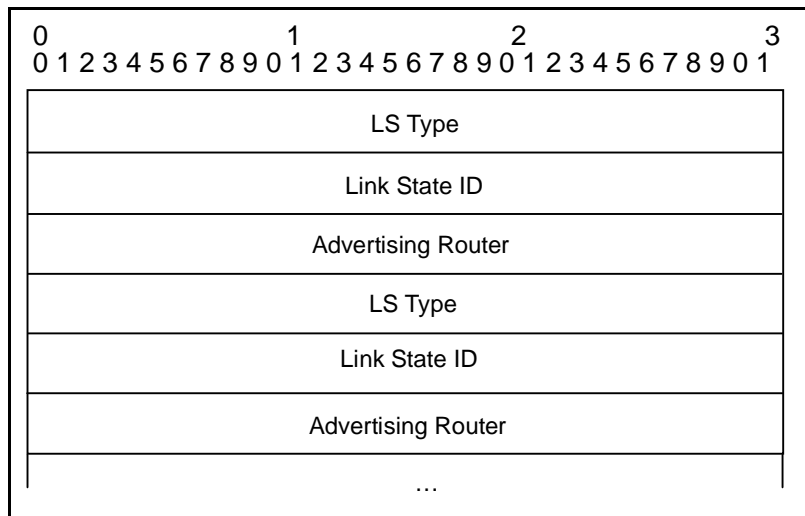 0 1 2 3
0 1 2 3 4 5 6 7 8 9 0 1 2 3 4 5 6 7 8 9 0 1 2 3 4 5 6 7 8 9 0 1
LS Type
Link State ID
Advertising Router
LS Type
Link State ID
Advertising Router
…